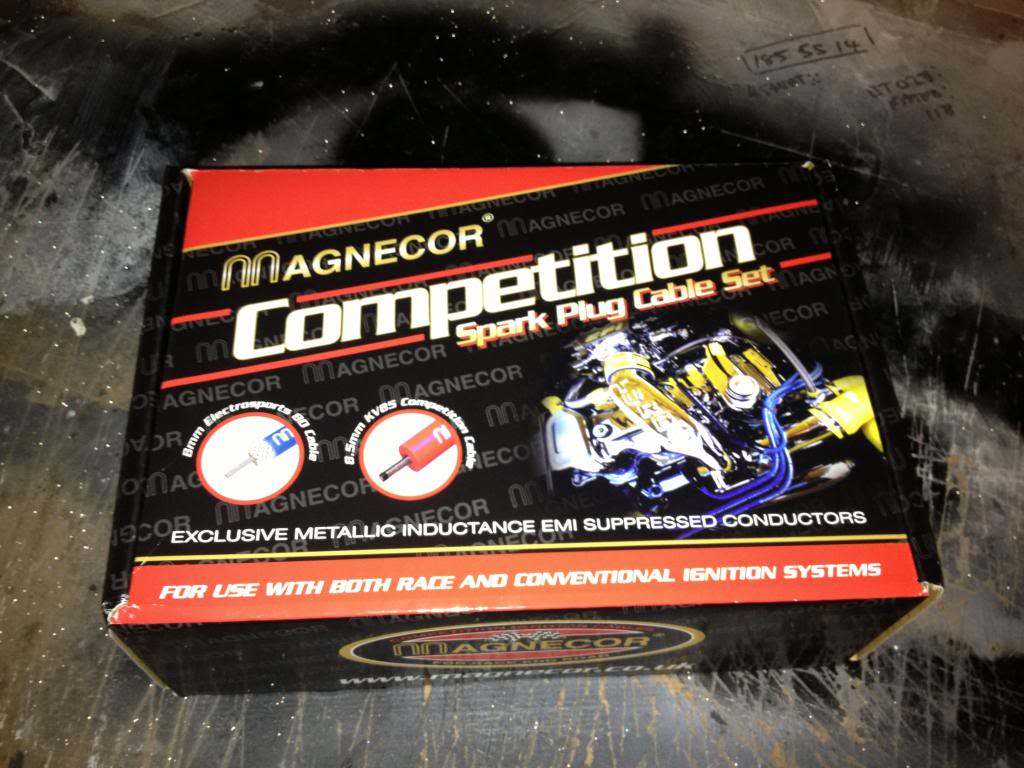 185 55 14
MAGNECOR®
Competition
Spark Plug Cable Set
8mm Electrosports 80 Cable
8.5mm KV85 Competition Cable
EXCLUSIVE METALLIC INDUCTANCE EMI SUPPRESSED CONDUCTORS
FOR USE WITH BOTH RACE AND CONVENTIONAL IGNITION SYSTEMS
MAGNECOR®
www.magnecor.co.uk